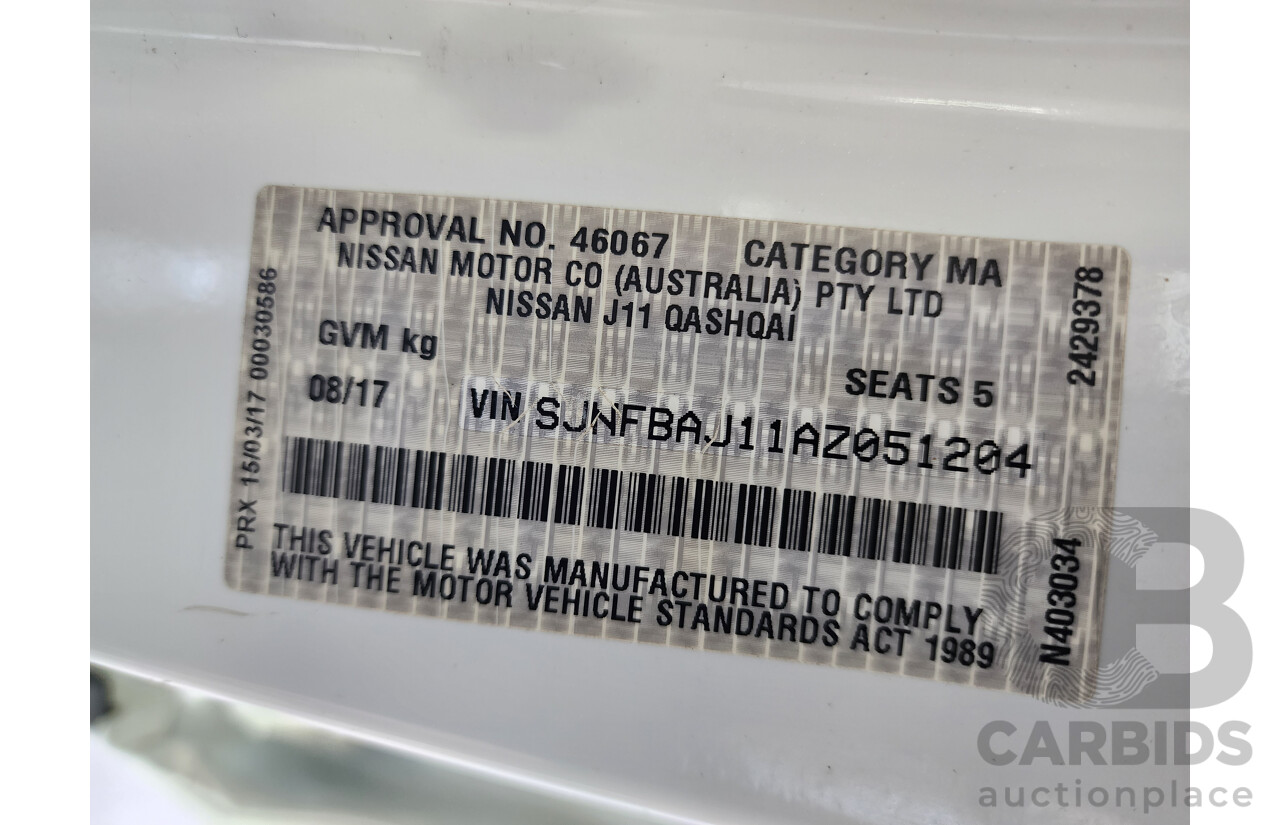 APPROVAL NO. 46067 CATEGORY MA
NISSAN MOTOR CO (AUSTRALIA) PTY LTD
NISSAN J11 QASHQAI
GVM kg
SEATS 5
08/17
VIN SJNFBAJ11AZ051204
THIS VEHICLE WAS MANUFACTURED TO COMPLY
WITH THE MOTOR VEHICLE STANDARDS ACT 1989
PRX 15/03/17 00030586
2429378
N403034
B
CARBIDS
auctionplace